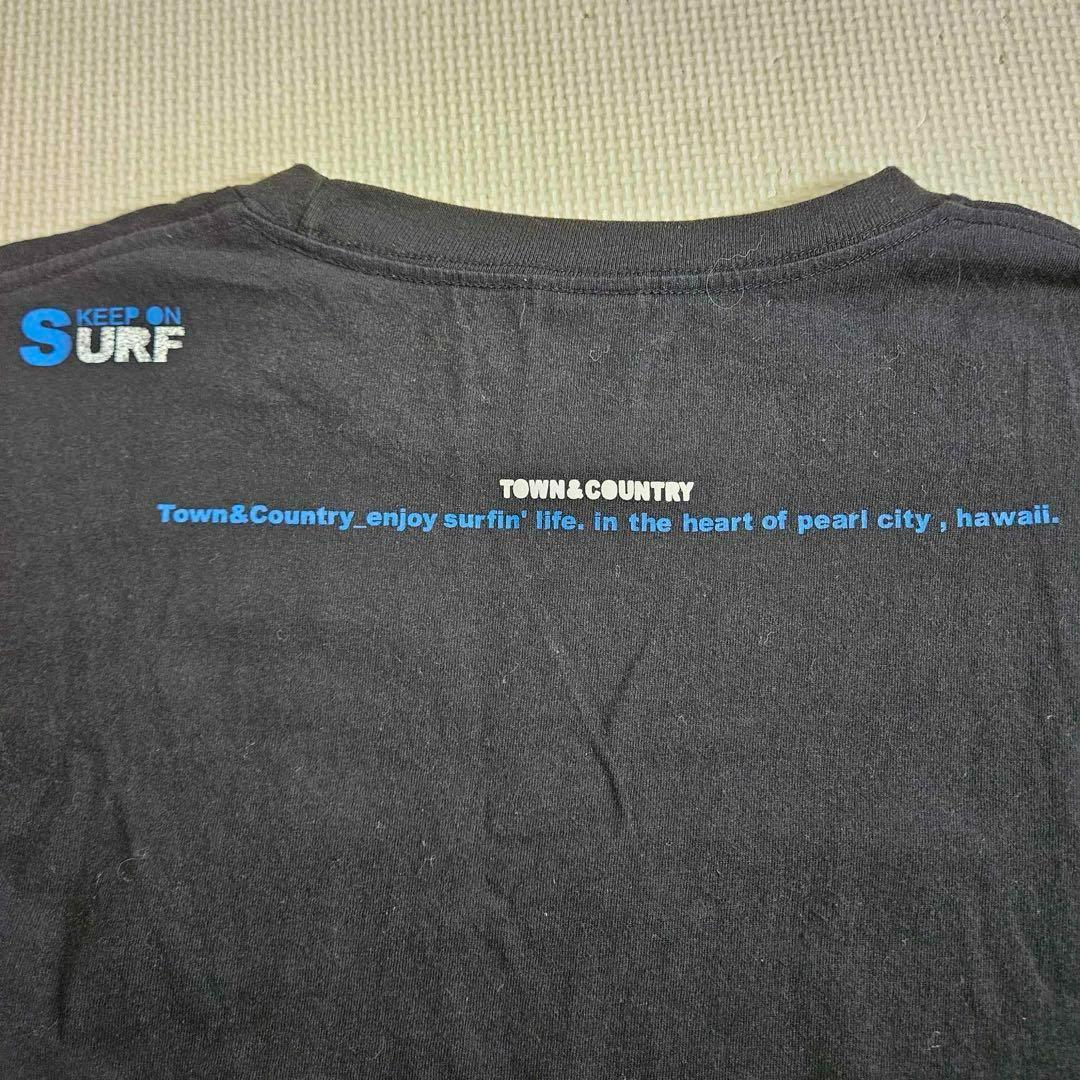 KEEP ON
SURF
TOWN&COUNTRY
Town&Country_enjoy surfin' life. in the heart of pearl city , hawaii.